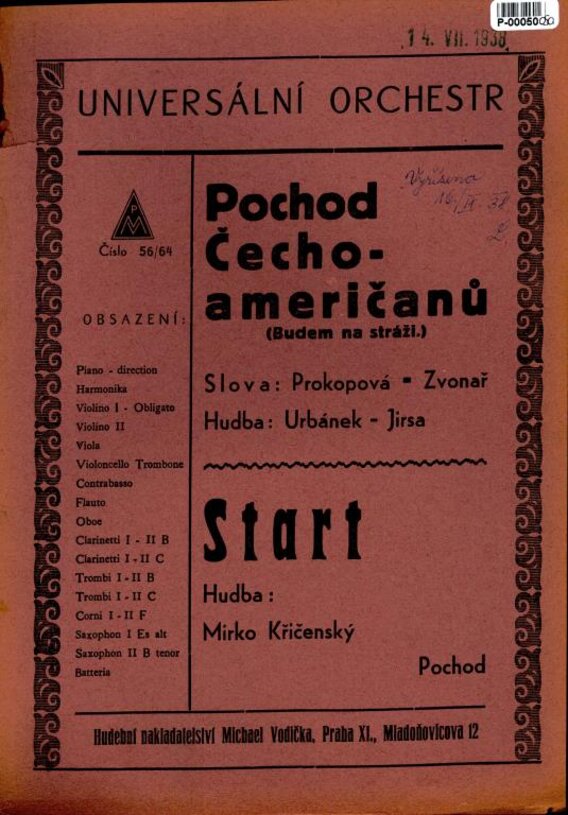 14. VII. 1938
UNIVERSÁLNÍ ORCHESTR
PM
Číslo 56/64
OBSAZENÍ:
Piano - direction
Harmonika
Violino I - Obligato
Violino II
Viola
Violoncello Trombone
Contrabasso
Flauto
Oboe
Clarinetti I - II B
Clarinetti I - II C
Trombi I - II B
Trombi I - II C
Corni I - II F
Saxophon I Es alt
Saxophon II B tenor
Batteria
Pochod
Čecho-
američanů
(Budem na stráži.)
Slova: Prokopová - Zvonař
Hudba: Urbánek - Jirsa
Start
Hudba:
Mirko Křičenský
Pochod
Hudební nakladatelství Michael Vodička, Praha XI., Mladoňovicova 12